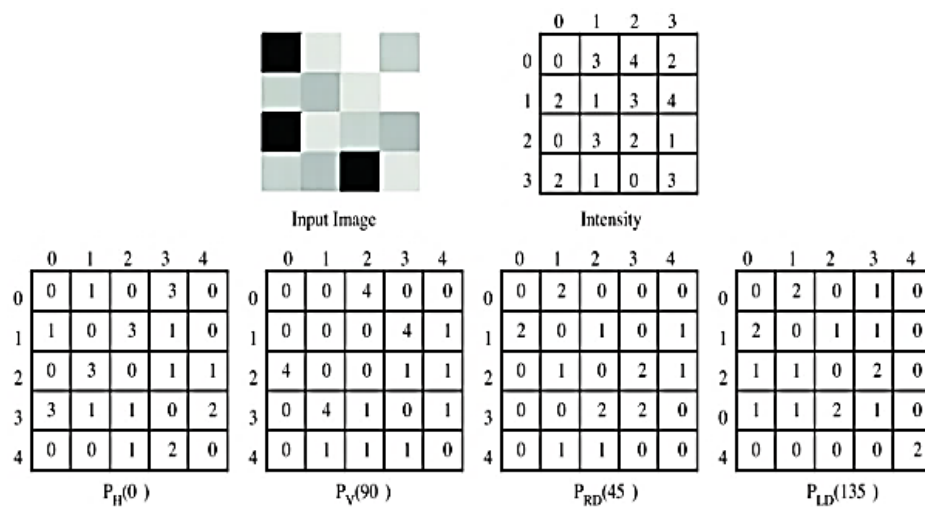 0 1 2 3
0 0 3 4 2
1 2 1 3 4
2 0 3 2 1
3 2 1 0 3
Input Image
Intensity
0 1 2 3 4
0 0 1 0 3 0
1 1 0 3 1 0
2 0 3 0 1 1
3 3 1 1 0 2
4 0 0 1 2 0
P_H(0 )
0 1 2 3 4
0 0 0 4 0 0
1 0 0 0 4 1
2 4 0 0 1 1
3 0 4 1 0 1
4 0 1 1 1 0
P_V(90 )
0 1 2 3 4
0 0 2 0 0 0
1 2 0 1 0 1
2 0 1 0 2 1
3 0 0 2 2 0
4 0 1 1 0 0
P_RD(45 )
0 1 2 3 4
0 0 2 0 1 0
1 2 0 1 1 0
2 1 1 0 2 0
0 1 1 2 1 0
4 0 0 0 0 2
P_LD(135 )